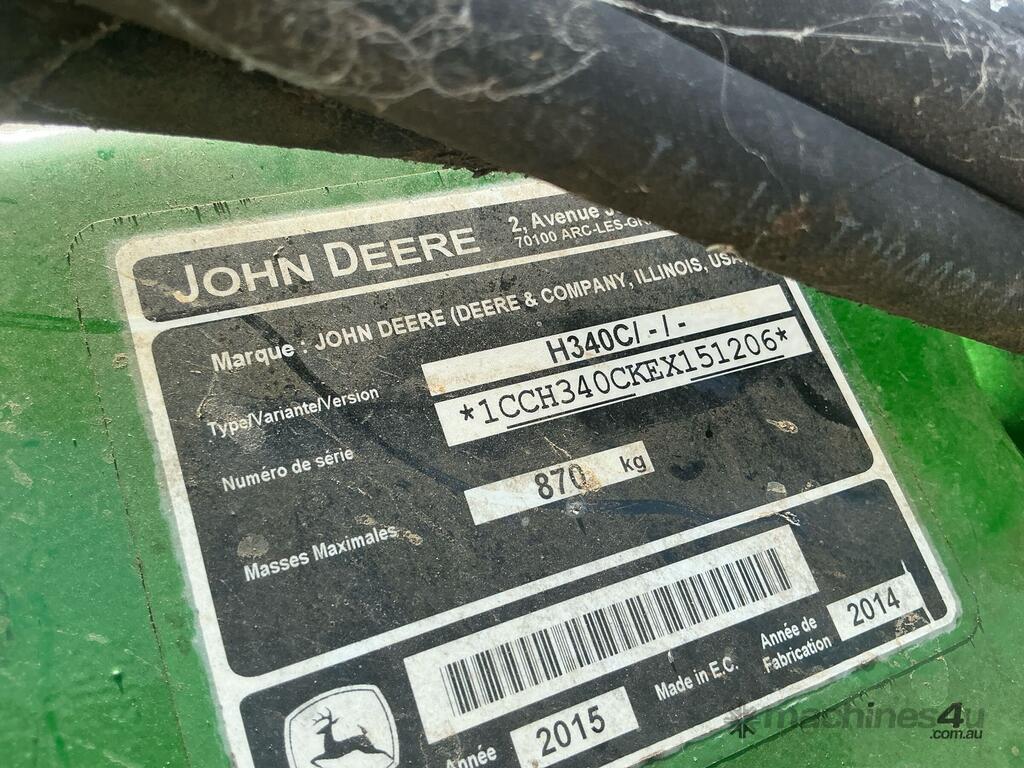 JOHN DEERE
2, Avenue
70100 ARC-LES-
Marque : JOHN DEERE (DEERE & COMPANY, ILLINOIS, USA
Type/Variante/Version H340C/ - / -
Numéro de série *1CCH340CKEX151206*
Masses Maximales 870 kg
Année 2015 Made in E.C. Année de Fabrication 2014
machines4u
.com.au